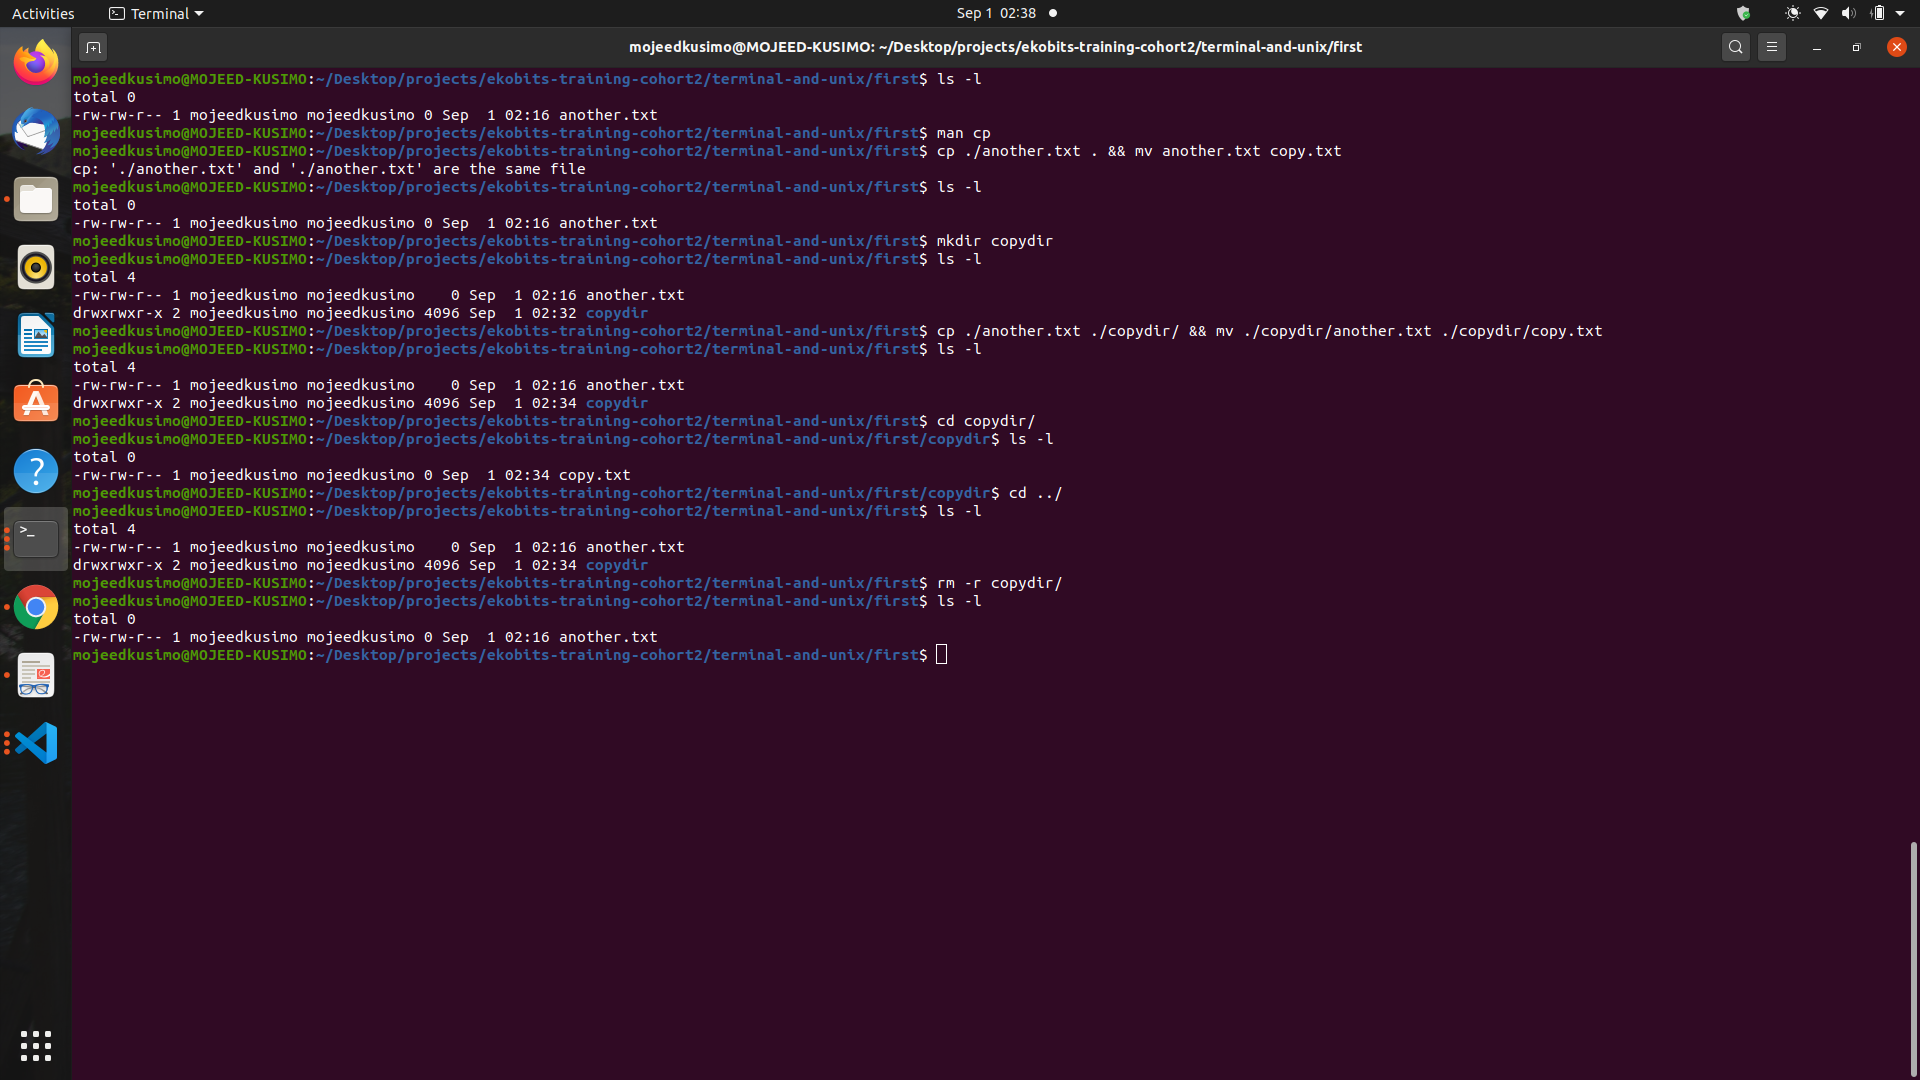 Activities Terminal Sep 1 02:38
mojeedkusimo@MOJEED-KUSIMO: ~/Desktop/projects/ekobits-training-cohort2/terminal-and-unix/first
mojeedkusimo@MOJEED-KUSIMO:~/Desktop/projects/ekobits-training-cohort2/terminal-and-unix/first$ ls -l
total 0
-rw-rw-r-- 1 mojeedkusimo mojeedkusimo 0 Sep  1 02:16 another.txt
mojeedkusimo@MOJEED-KUSIMO:~/Desktop/projects/ekobits-training-cohort2/terminal-and-unix/first$ man cp
mojeedkusimo@MOJEED-KUSIMO:~/Desktop/projects/ekobits-training-cohort2/terminal-and-unix/first$ cp ./another.txt . && mv another.txt copy.txt
cp: './another.txt' and './another.txt' are the same file
mojeedkusimo@MOJEED-KUSIMO:~/Desktop/projects/ekobits-training-cohort2/terminal-and-unix/first$ ls -l
total 0
-rw-rw-r-- 1 mojeedkusimo mojeedkusimo 0 Sep  1 02:16 another.txt
mojeedkusimo@MOJEED-KUSIMO:~/Desktop/projects/ekobits-training-cohort2/terminal-and-unix/first$ mkdir copydir
mojeedkusimo@MOJEED-KUSIMO:~/Desktop/projects/ekobits-training-cohort2/terminal-and-unix/first$ ls -l
total 4
-rw-rw-r-- 1 mojeedkusimo mojeedkusimo    0 Sep  1 02:16 another.txt
drwxrwxr-x 2 mojeedkusimo mojeedkusimo 4096 Sep  1 02:32 copydir
mojeedkusimo@MOJEED-KUSIMO:~/Desktop/projects/ekobits-training-cohort2/terminal-and-unix/first$ cp ./another.txt ./copydir/ && mv ./copydir/another.txt ./copydir/copy.txt
mojeedkusimo@MOJEED-KUSIMO:~/Desktop/projects/ekobits-training-cohort2/terminal-and-unix/first$ ls -l
total 4
-rw-rw-r-- 1 mojeedkusimo mojeedkusimo    0 Sep  1 02:16 another.txt
drwxrwxr-x 2 mojeedkusimo mojeedkusimo 4096 Sep  1 02:34 copydir
mojeedkusimo@MOJEED-KUSIMO:~/Desktop/projects/ekobits-training-cohort2/terminal-and-unix/first$ cd copydir/
mojeedkusimo@MOJEED-KUSIMO:~/Desktop/projects/ekobits-training-cohort2/terminal-and-unix/first/copydir$ ls -l
total 0
-rw-rw-r-- 1 mojeedkusimo mojeedkusimo 0 Sep  1 02:34 copy.txt
mojeedkusimo@MOJEED-KUSIMO:~/Desktop/projects/ekobits-training-cohort2/terminal-and-unix/first/copydir$ cd ../
mojeedkusimo@MOJEED-KUSIMO:~/Desktop/projects/ekobits-training-cohort2/terminal-and-unix/first$ ls -l
total 4
-rw-rw-r-- 1 mojeedkusimo mojeedkusimo    0 Sep  1 02:16 another.txt
drwxrwxr-x 2 mojeedkusimo mojeedkusimo 4096 Sep  1 02:34 copydir
mojeedkusimo@MOJEED-KUSIMO:~/Desktop/projects/ekobits-training-cohort2/terminal-and-unix/first$ rm -r copydir/
mojeedkusimo@MOJEED-KUSIMO:~/Desktop/projects/ekobits-training-cohort2/terminal-and-unix/first$ ls -l
total 0
-rw-rw-r-- 1 mojeedkusimo mojeedkusimo 0 Sep  1 02:16 another.txt
mojeedkusimo@MOJEED-KUSIMO:~/Desktop/projects/ekobits-training-cohort2/terminal-and-unix/first$